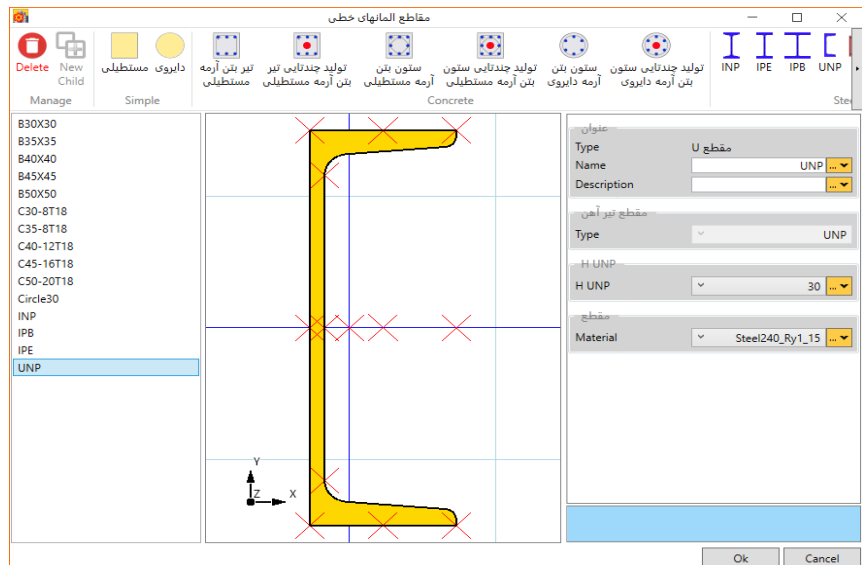 مقاطع المانهای خطی
Delete
New Child
Manage
مستطیلی
دایروی
Simple
تیر بتن آرمه
مستطیلی
تولید چندتایی تیر
بتن آرمه مستطیلی
ستون بتن
آرمه مستطیلی
تولید چندتایی ستون
بتن آرمه مستطیلی
ستون بتن
آرمه دایروی
تولید چندتایی ستون
بتن آرمه دایروی
Concrete
INP
IPE
IPB
UNP
B30X30
B35X35
B40X40
B45X45
B50X50
C30-8T18
C35-8T18
C40-12T18
C45-16T18
C50-20T18
Circle30
INP
IPB
IPE
UNP
Y
Z X
عنوان
Type مقطع U
Name UNP ...
Description ...
مقطع تیر آهن
Type UNP
H UNP
H UNP 30 ...
مقطع
Material Steel240_Ry1_15 ...
Ok Cancel